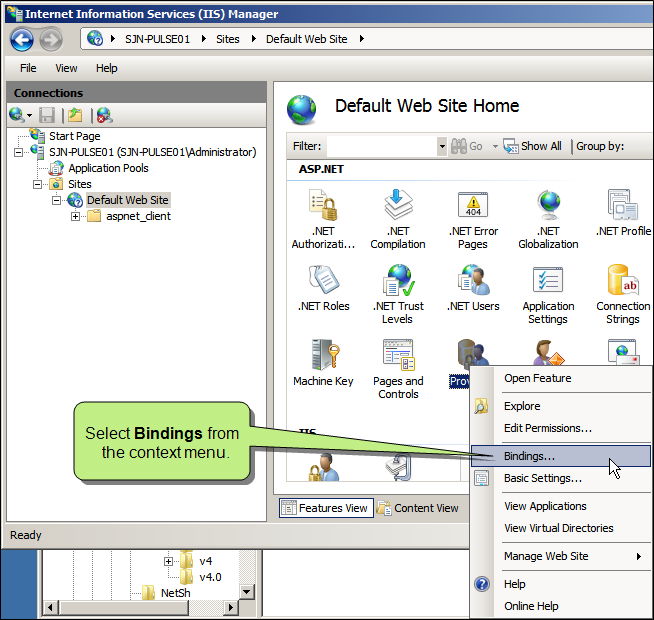 Internet Information Services (IIS) Manager
SJN-PULSE01 Sites Default Web Site
File View Help
Connections
Start Page
SJN-PULSE01 (SJN-PULSE01\Administrator)
Application Pools
Sites
Default Web Site
aspnet_client
Default Web Site Home
Filter: Go Show All Group by:
ASP.NET
.NET Authorizati...
.NET Compilation
404
.NET Error Pages
.NET Globalization
.NET Profile
.NET Roles
.NET Trust Levels
.NET Users
Application Settings
ab
Connection Strings
Machine Key
Pages and Controls
Select Bindings from
the context menu.
Open Feature
Explore
Edit Permissions...
Bindings...
Basic Settings...
View Applications
View Virtual Directories
Manage Web Site
Help
Online Help
Features View Content View
Ready
v4
v4.0
NetSh